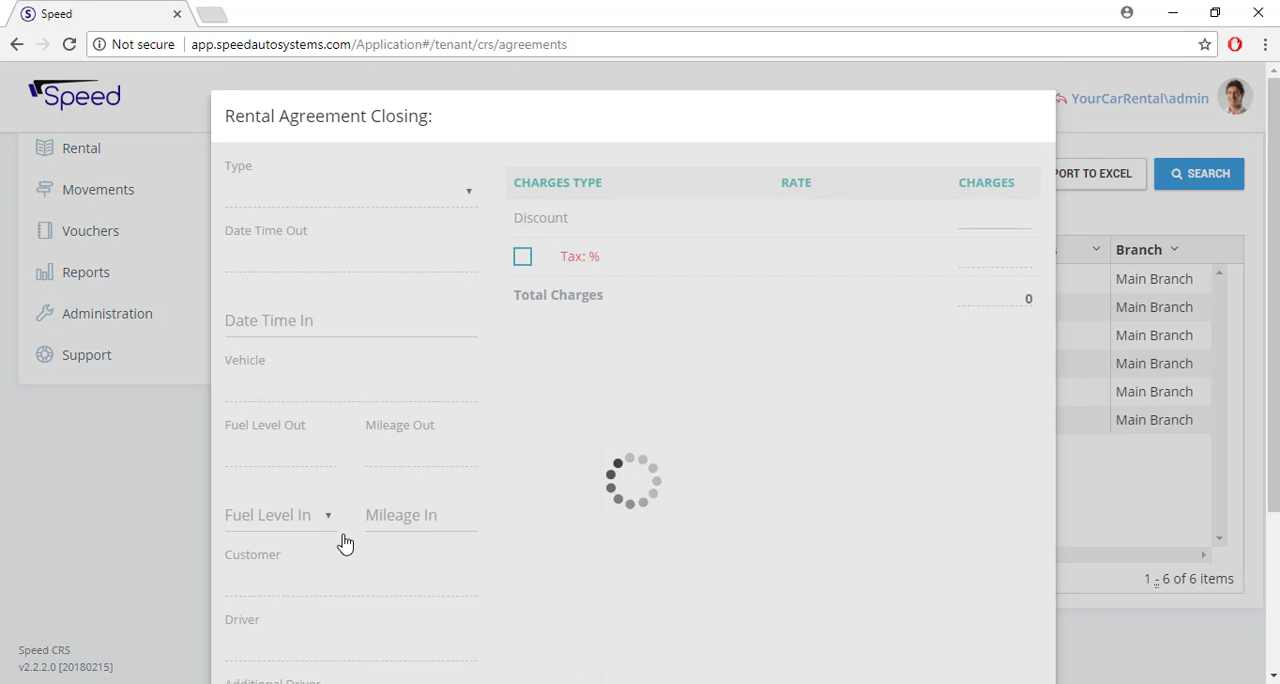 Speed
Not secure
app.speedautosystems.com/Application#/tenant/crs/agreements
Speed
YourCarRental\admin
Rental
Movements
Vouchers
Reports
Administration
Support
Speed CRS
v2.2.2.0 [20180215]
Rental Agreement Closing:
Type
Date Time Out
Date Time In
Vehicle
Fuel Level Out Mileage Out
Fuel Level In Mileage In
Customer
Driver
Additional Driver
CHARGES TYPE RATE CHARGES
Discount
Tax: %
Total Charges 0
PORT TO EXCEL
SEARCH
Branch
Main Branch
Main Branch
Main Branch
Main Branch
Main Branch
Main Branch
1 - 6 of 6 items